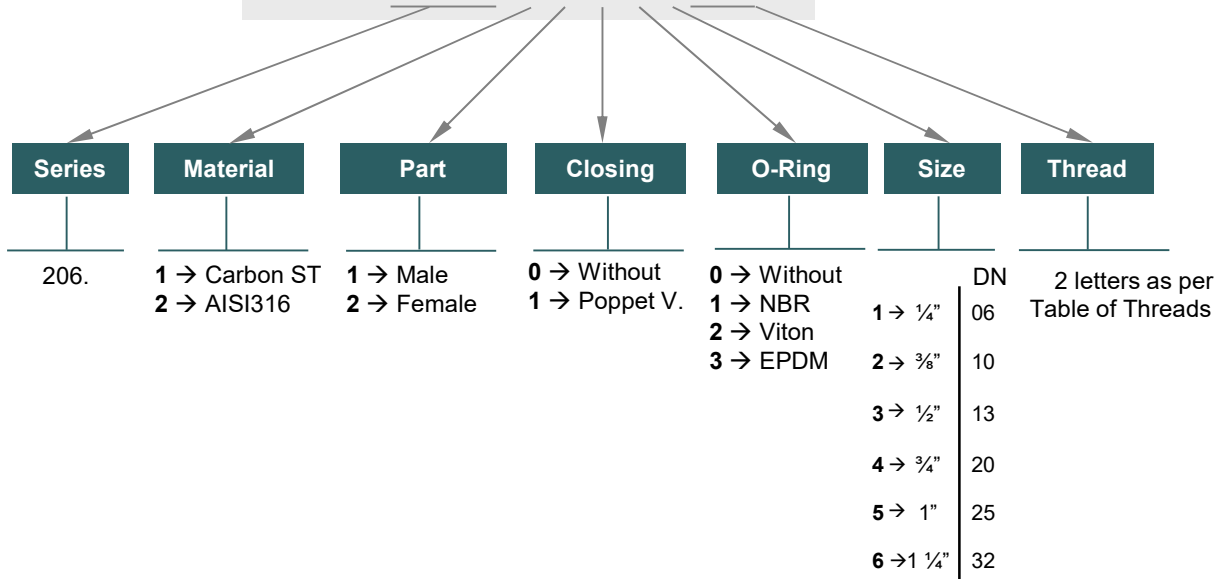 Series Material Part Closing O-Ring Size Thread
206.
1 → Carbon ST
2 → AISI316
1 → Male
2 → Female
0 → Without
1 → Poppet V.
0 → Without
1 → NBR
2 → Viton
3 → EPDM
DN
1 → ¼” 06
2 → ⅜” 10
3 → ½” 13
4 → ¾” 20
5 → 1” 25
6 →1 ¼” 32
2 letters as per
Table of Threads